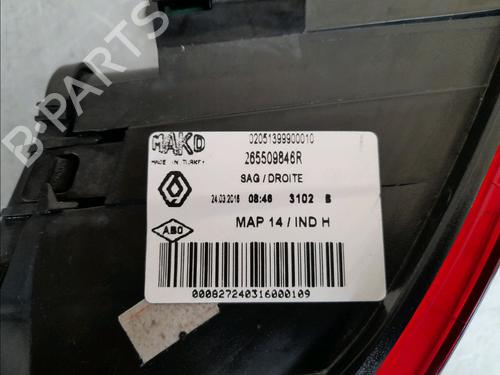 B-PARTS
MAKO
MADE IN TURKEY
02051399900010
265509846R
SAG / DROITE
24.03.2016 08:46 3102 B
ABO
MAP 14 / IND H
000827240316000109